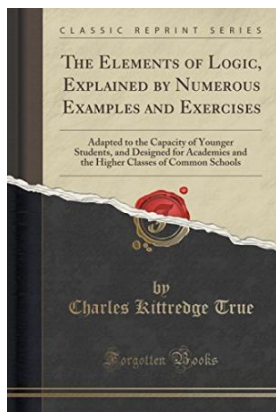 CLASSIC REPRINT SERIES
THE ELEMENTS OF LOGIC,
EXPLAINED BY NUMEROUS
EXAMPLES AND EXERCISES
Adapted to the Capacity of Younger
Students, and Designed for Academies and
the Higher Classes of Common Schools
by
Charles Kittredge True
Forgotten Books